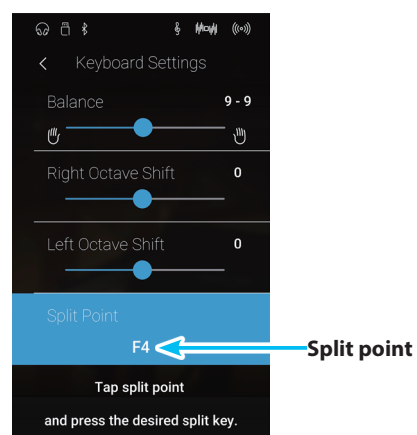 Keyboard Settings
Balance 9 - 9
Right Octave Shift 0
Left Octave Shift 0
Split Point
F4
Split point
Tap split point
and press the desired split key.